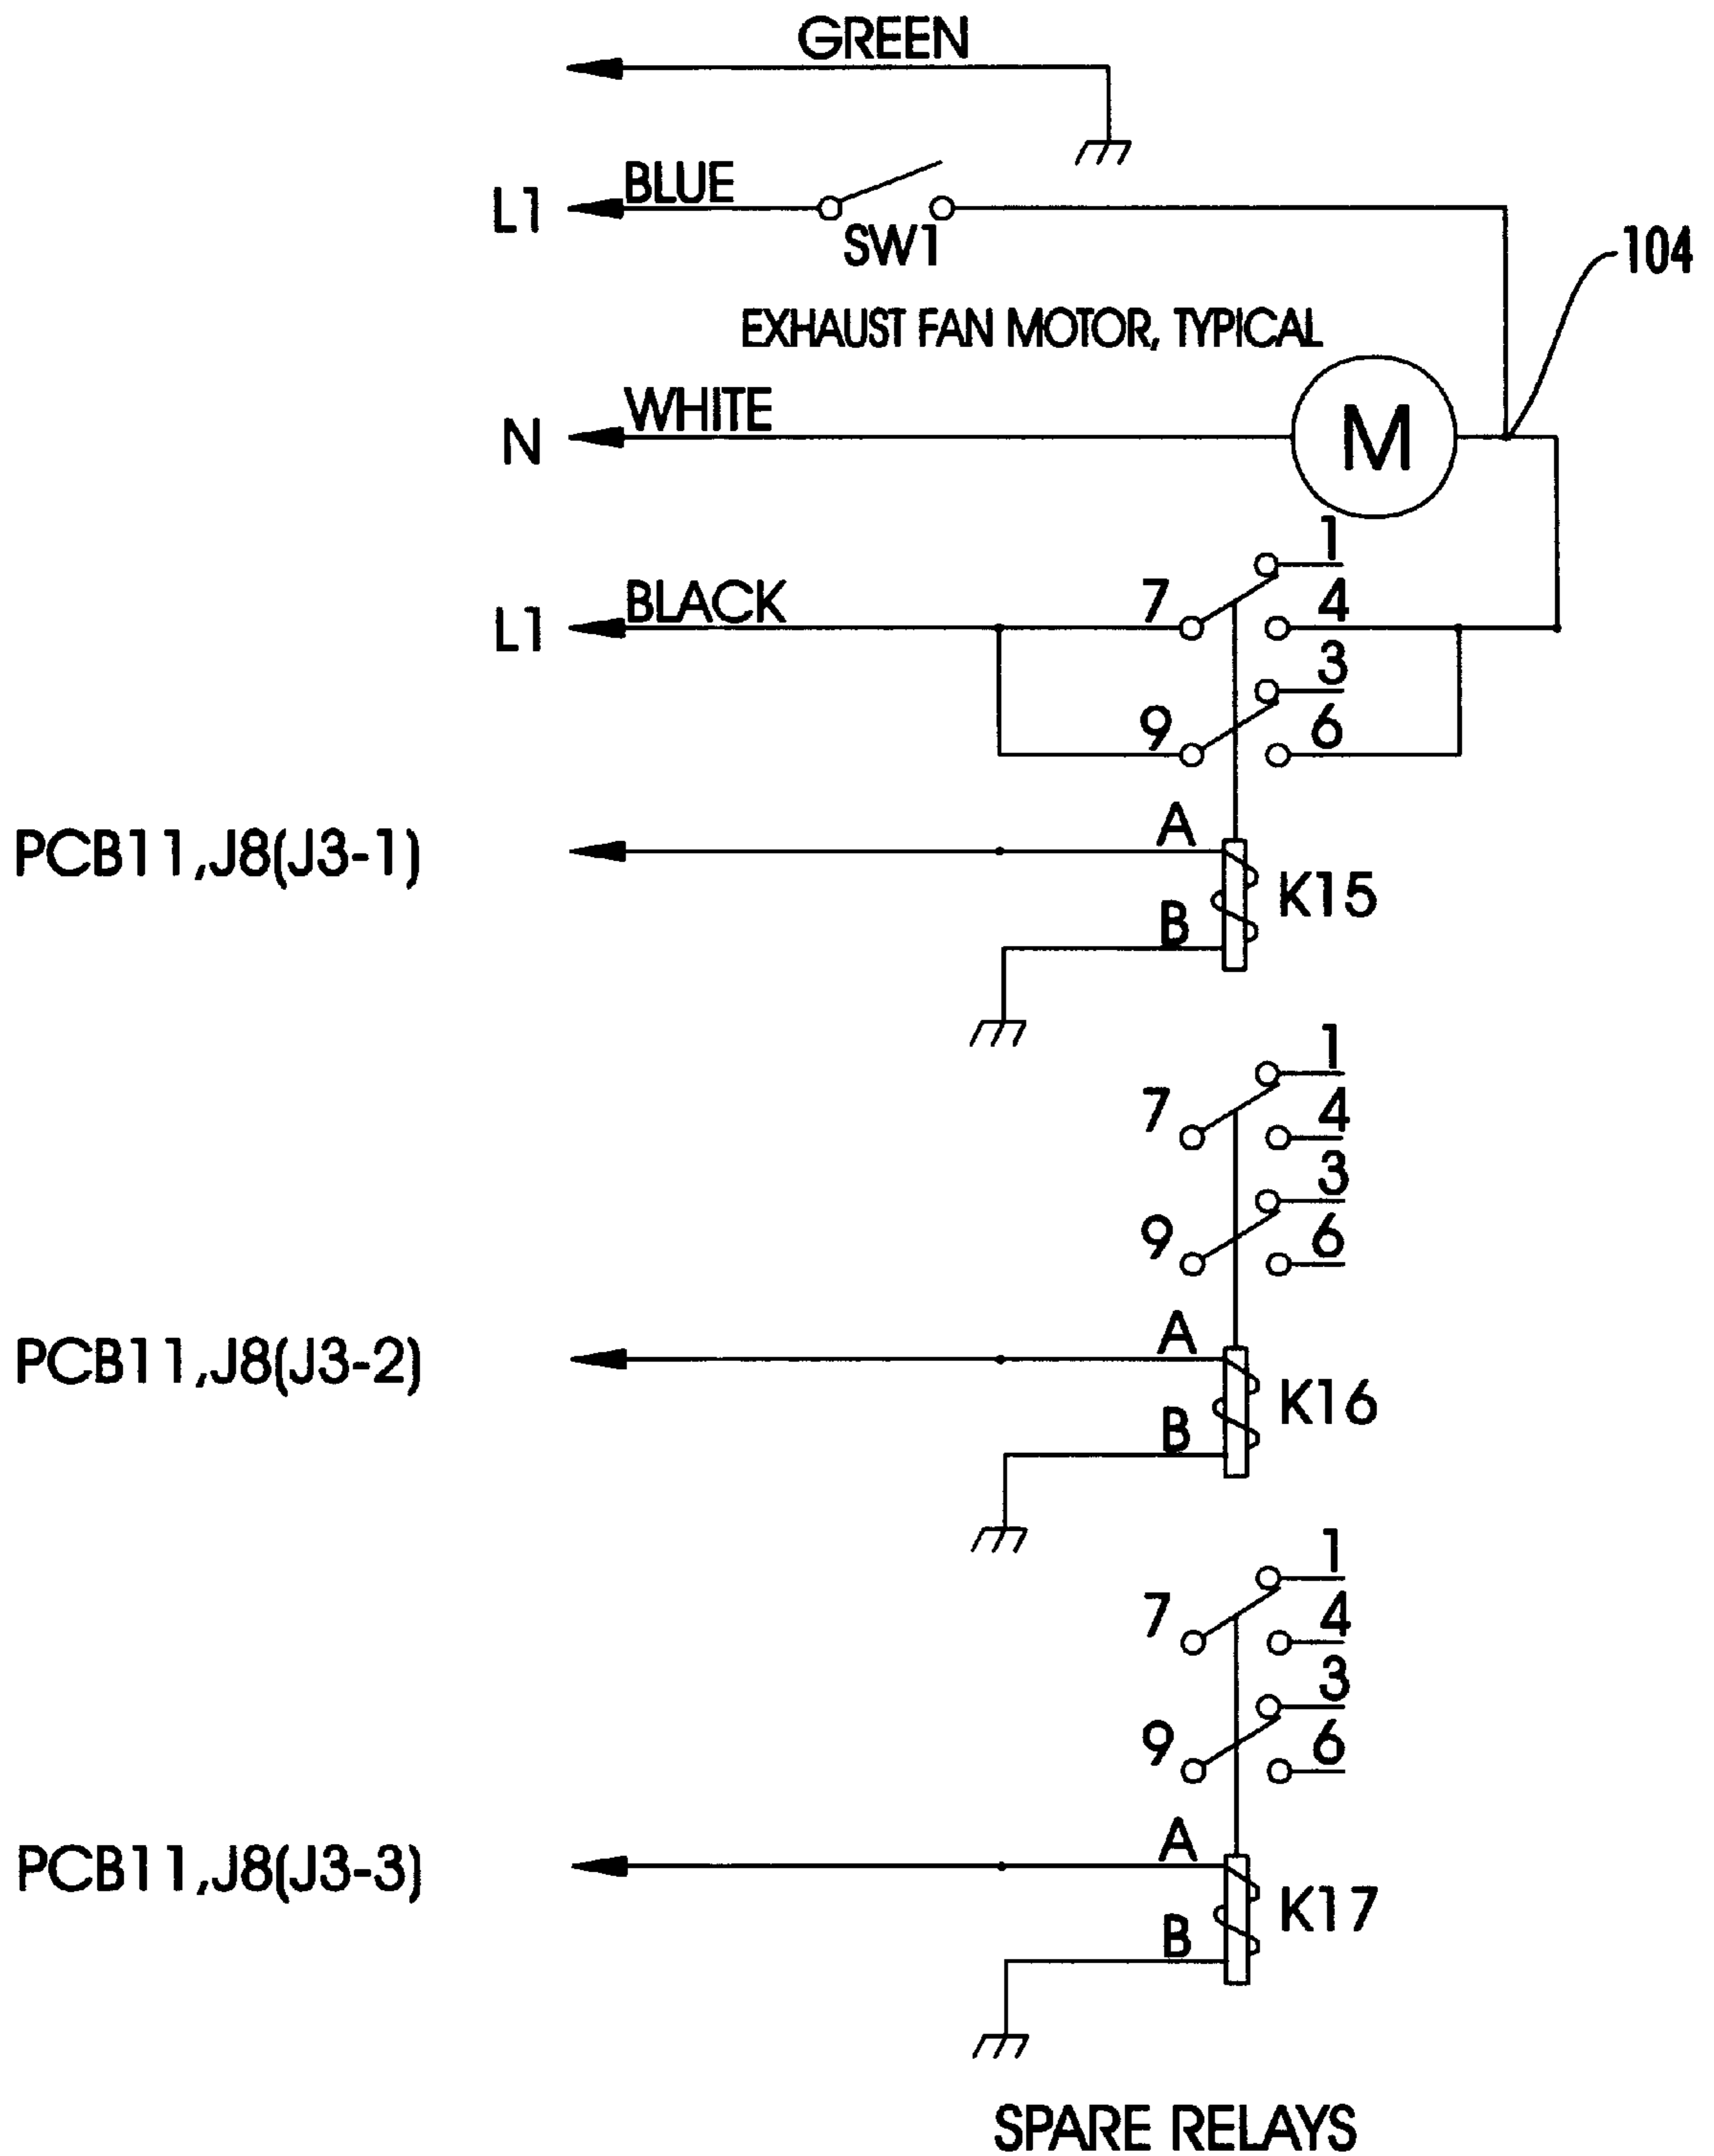 GREEN
L1 BLUE
SW1
104
EXHAUST FAN MOTOR, TYPICAL
N WHITE
M
1
L1 BLACK 7 4
3
9 6
PCB11,J8(J3-1) A
K15
B
1
7 4
3
9 6
PCB11,J8(J3-2) A
K16
B
1
7 4
3
9 6
PCB11,J8(J3-3) A
K17
B
SPARE RELAYS